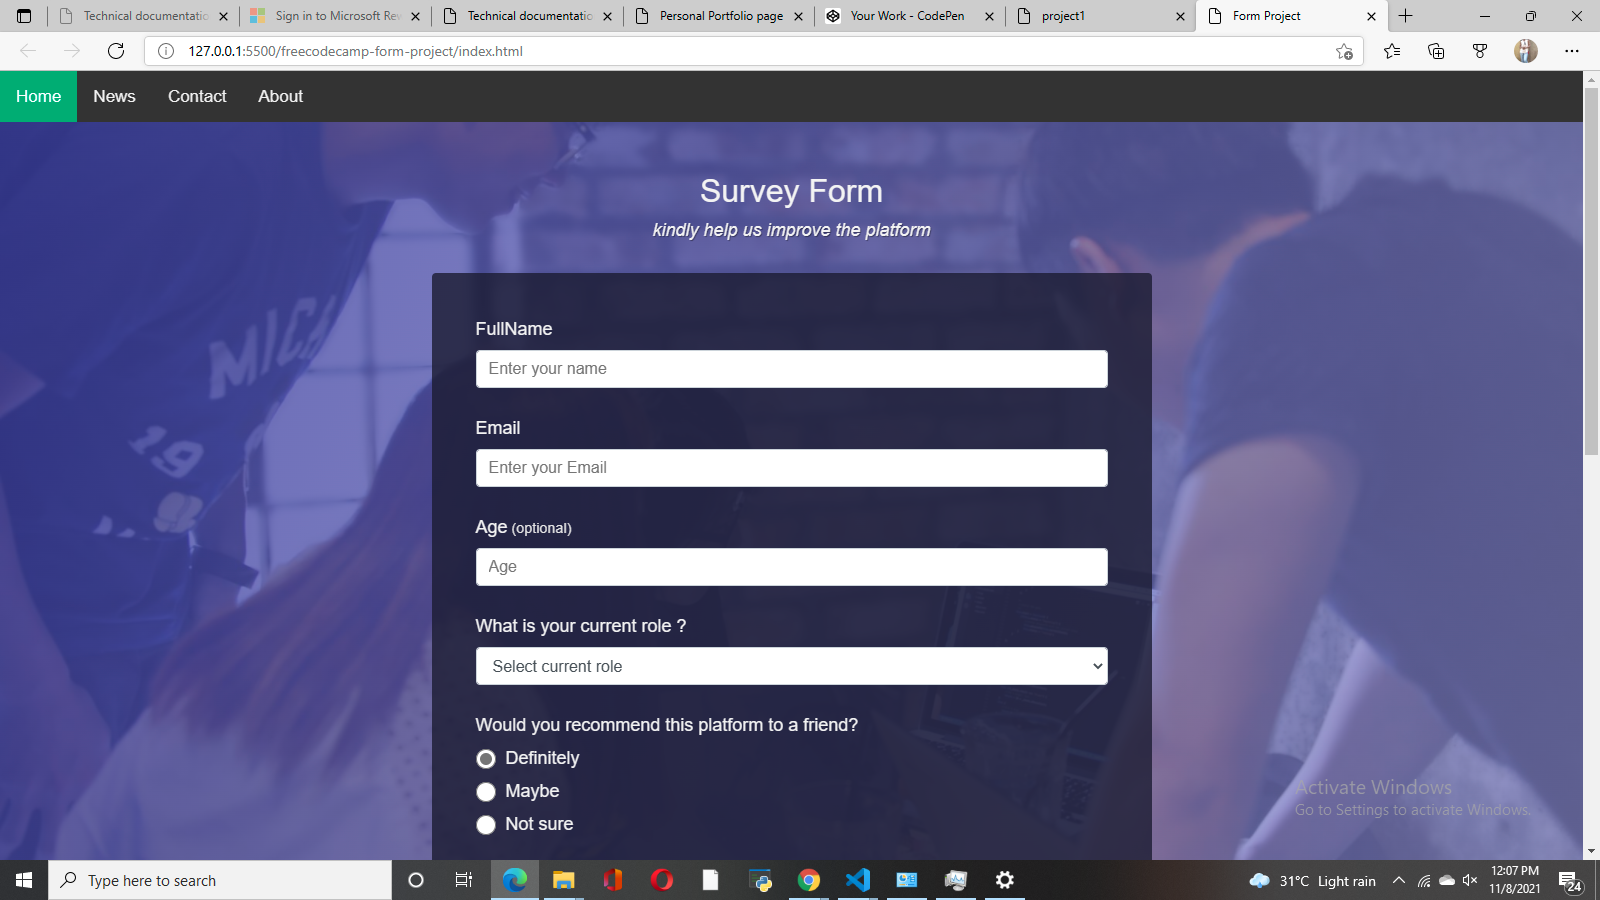 Technical documentatio
Sign in to Microsoft Rew
Technical documentatio
Personal Portfolio page
Your Work - CodePen
project1
Form Project
127.0.0.1:5500/freecodecamp-form-project/index.html
Home News Contact About
Survey Form
kindly help us improve the platform
MICH
19
FullName
Enter your name
Email
Enter your Email
Age (optional)
Age
What is your current role ?
Select current role
Would you recommend this platform to a friend?
Definitely
Maybe
Not sure
Activate Windows
Go to Settings to activate Windows.
Type here to search
31°C Light rain
12:07 PM
11/8/2021
24